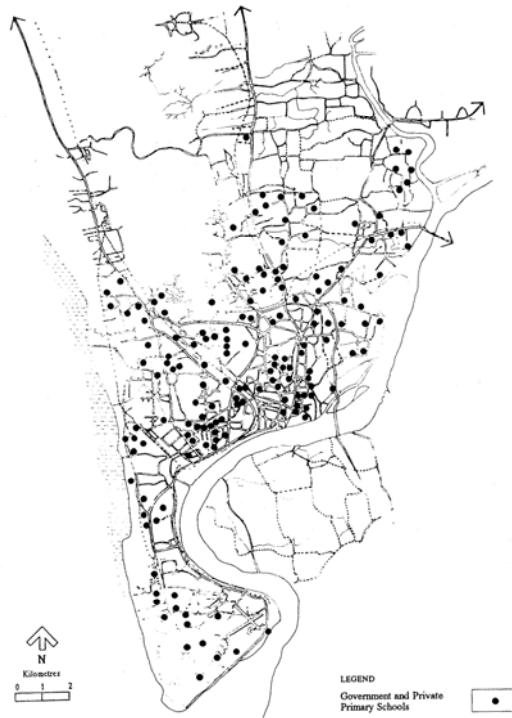 N
Kilometres
0 1 2
LEGEND
Government and Private
Primary Schools